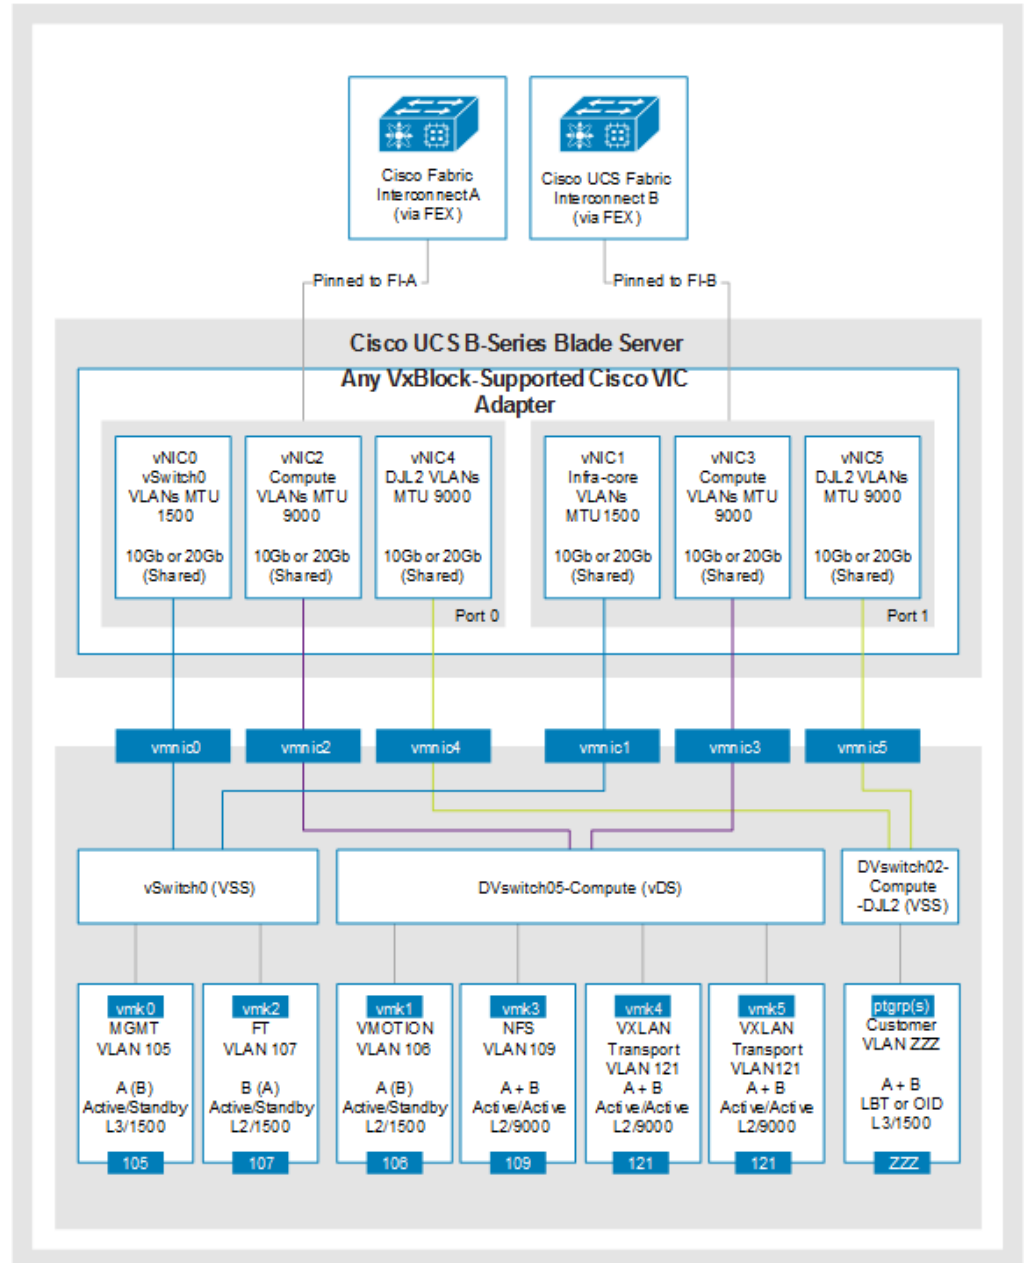 Cisco Fabric
Interconnect A
(via FEX)
Cisco UCS Fabric
Interconnect B
(via FEX)
Pinned to FI-A
Pinned to FI-B
Cisco UCS B-Series Blade Server
Any VxBlock-Supported Cisco VIC
Adapter
vNIC0
vSwitch0
VLANs MTU
1500
10Gb or 20Gb
(Shared)
vNIC2
Compute
VLANs MTU
9000
10Gb or 20Gb
(Shared)
vNIC4
DJL2 VLANs
MTU 9000
10Gb or 20Gb
(Shared)
Port 0
vNIC1
Infra-core
VLANs
MTU1500
10Gb or 20Gb
(Shared)
vNIC3
Compute
VLANs MTU
9000
10Gb or 20Gb
(Shared)
vNIC5
DJL2 VLANs
MTU 9000
10Gb or 20Gb
(Shared)
Port 1
vmnic0
vmnic2
vmnic4
vmnic1
vmnic3
vmnic5
vSwitch0 (VSS)
DVswitch05-Compute (vDS)
DVswitch02-
Compute
-DJL2 (VSS)
vmk0
MGMT
VLAN 105
A (B)
Active/Standby
L3/1500
105
vmk2
FT
VLAN 107
B (A)
Active/Standby
L2/1500
107
vmk1
VMOTION
VLAN 106
A (B)
Active/Standby
L2/1500
106
vmk3
NFS
VLAN 109
A + B
Active/Active
L2/9000
109
vmk4
VXLAN
Transport
VLAN 121
A + B
Active/Active
L2/9000
121
vmk5
VXLAN
Transport
VLAN121
A + B
Active/Active
L2/9000
121
ptgrp(s)
Customer
VLAN ZZZ
A + B
LBT or OID
L3/1500
ZZZ